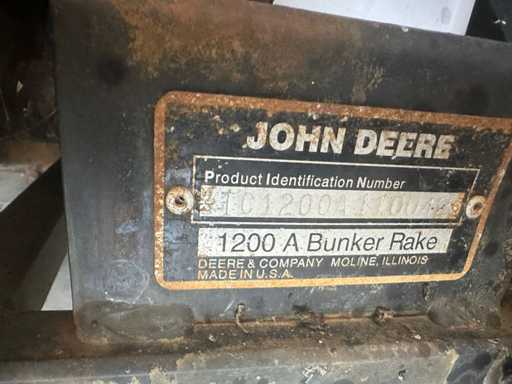 JOHN DEERE
Product Identification Number
1200 A Bunker Rake
DEERE & COMPANY MOLINE, ILLINOIS
MADE IN U.S.A.